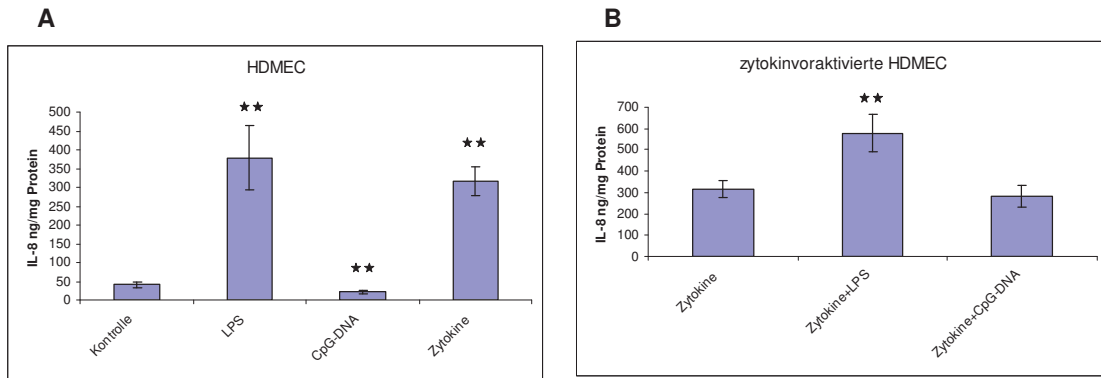 A
HDMEC
IL-8 ng/mg Protein
500
450
400
350
300
250
200
150
100
50
0
★★
★★
★★
Kontrolle
LPS
CpG-DNA
Zytokine
B
zytokinvoraktivierte HDMEC
IL-8 ng/mg Protein
700
600
500
400
300
200
100
0
★★
Zytokine
Zytokine+LPS
Zytokine+CpG-DNA